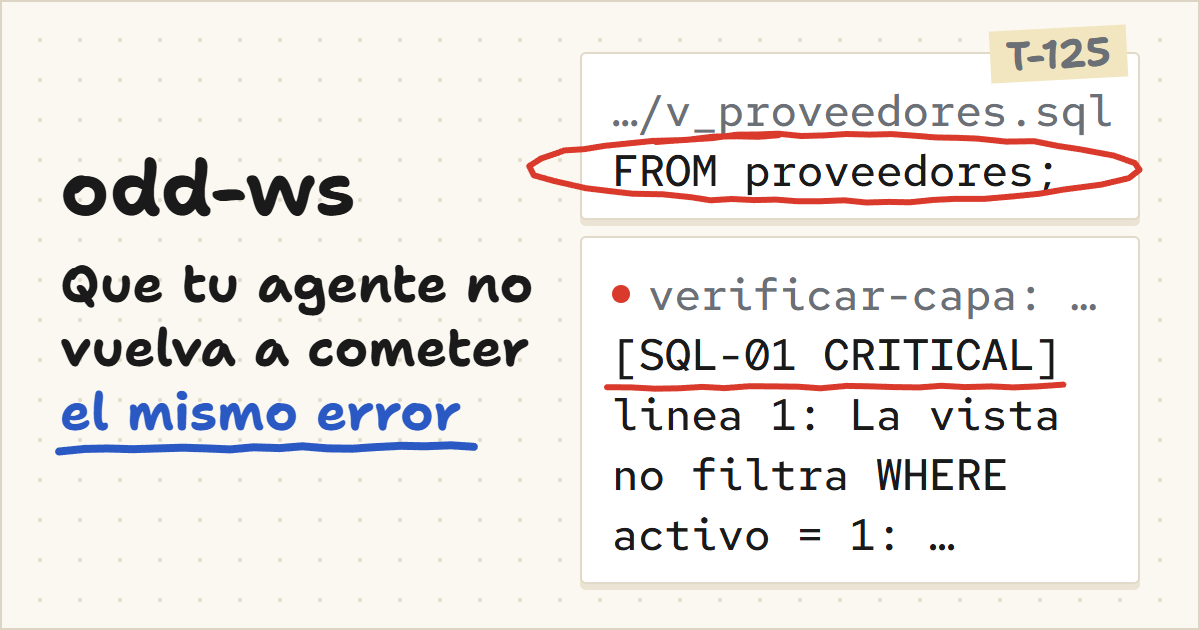 odd-ws
Que tu agente no
vuelva a cometer
el mismo error
T-125
…/v_proveedores.sql
FROM proveedores;
verificar-capa: …
[SQL-01 CRITICAL]
linea 1: La vista
no filtra WHERE
activo = 1: …